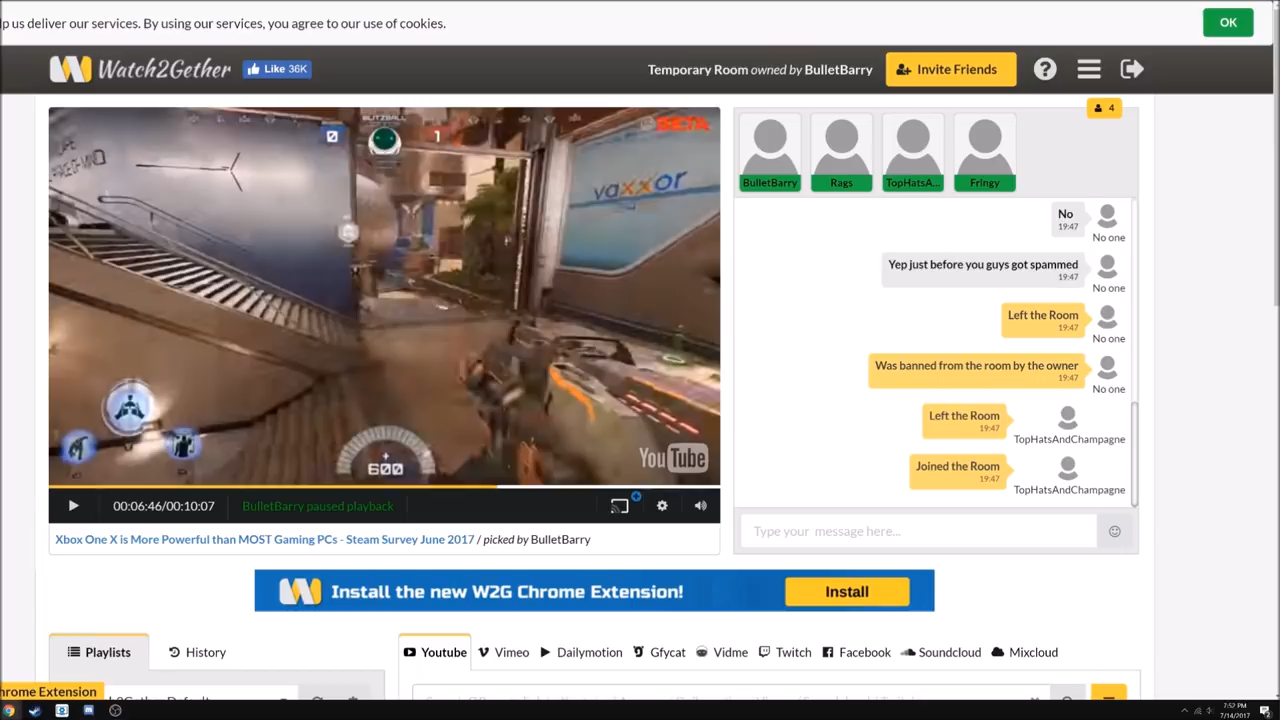 lp us deliver our services. By using our services, you agree to our use of cookies.
OK
Watch2Gether
Like 36K
Temporary Room owned by BulletBarry
Invite Friends
4
BLITZBALL
0
1
BETA
vaxxor
600
YouTube
BulletBarry
Rags
TopHatsA...
Fringy
No
19:47
No one
Yep just before you guys got spammed
19:47
No one
Left the Room
19:47
No one
Was banned from the room by the owner
19:47
No one
Left the Room
19:47
TopHatsAndChampagne
Joined the Room
19:47
TopHatsAndChampagne
00:06:46/00:10:07
BulletBarry paused playback
Type your message here...
Xbox One X is More Powerful than MOST Gaming PCs - Steam Survey June 2017 / picked by BulletBarry
Install the new W2G Chrome Extension!
Install
Playlists
History
Youtube
Vimeo
Dailymotion
Gfycat
Vidme
Twitch
Facebook
Soundcloud
Mixcloud
hrome Extension
7:52 PM
7/14/2017